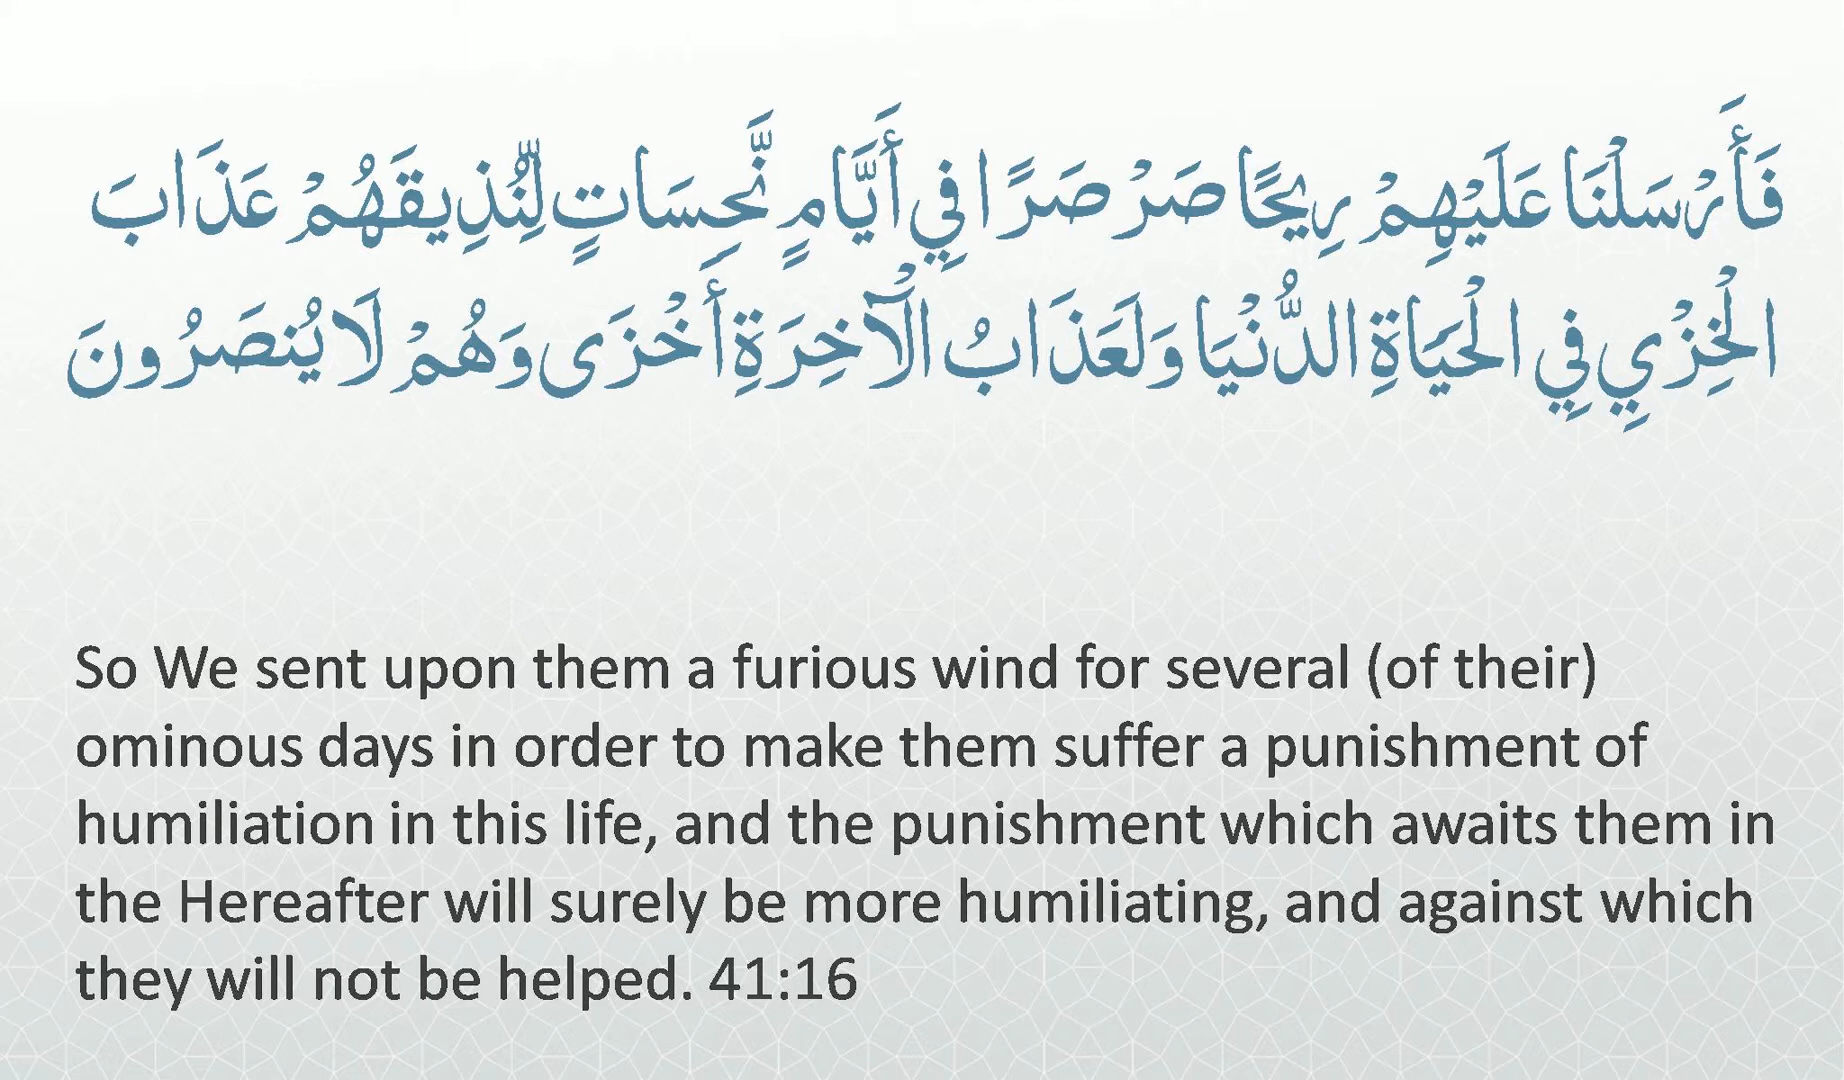 فَأَرْسَلْنَا عَلَيْهِمْ رِيحًا صَرْصَرًا فِي أَيَّامٍ نَّحِسَاتٍ لِّنُذِيقَهُمْ عَذَابَ
الْخِزْيِ فِي الْحَيَاةِ الدُّنْيَا وَلَعَذَابُ الْآخِرَةِ أَخْزَى وَهُمْ لَا يُنصَرُونَ
So We sent upon them a furious wind for several (of their)
ominous days in order to make them suffer a punishment of
humiliation in this life, and the punishment which awaits them in
the Hereafter will surely be more humiliating, and against which
they will not be helped. 41:16